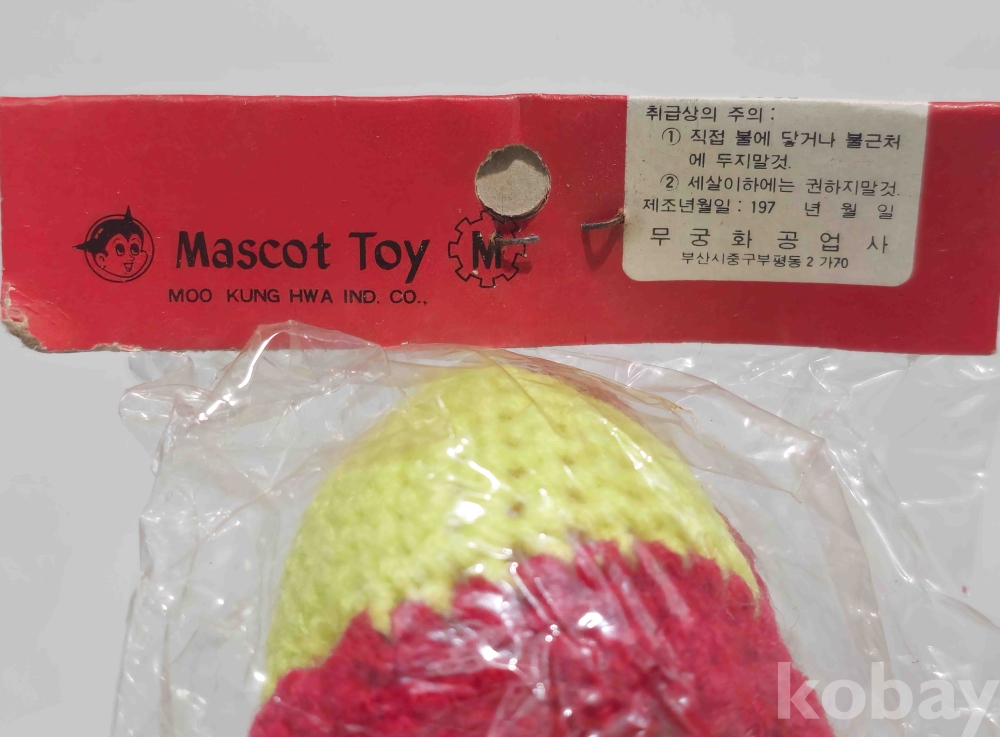 Mascot Toy M
MOO KUNG HWA IND. CO.,
취급상의 주의 :
① 직접 불에 닿거나 불근처
에 두지말것.
② 세살이하에는 권하지말것.
제조년월일 : 197 년 월 일
무 궁 화 공 업 사
부산시중구부평동 2 가70
kobay